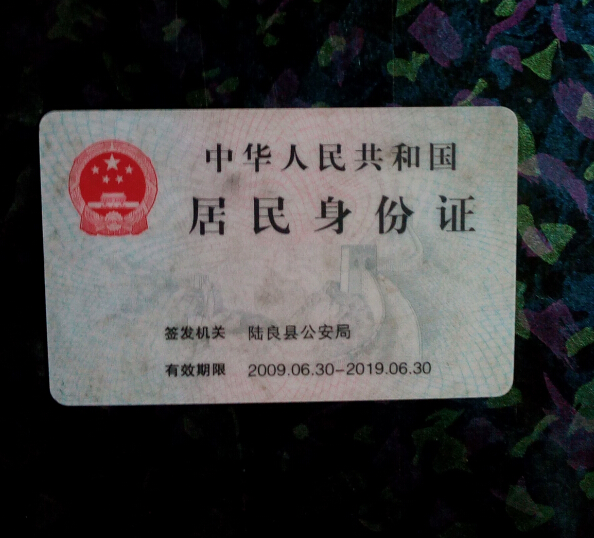 中华人民共和国
居民身份证
签发机关 陆良县公安局
有效期限 2009.06.30-2019.06.30